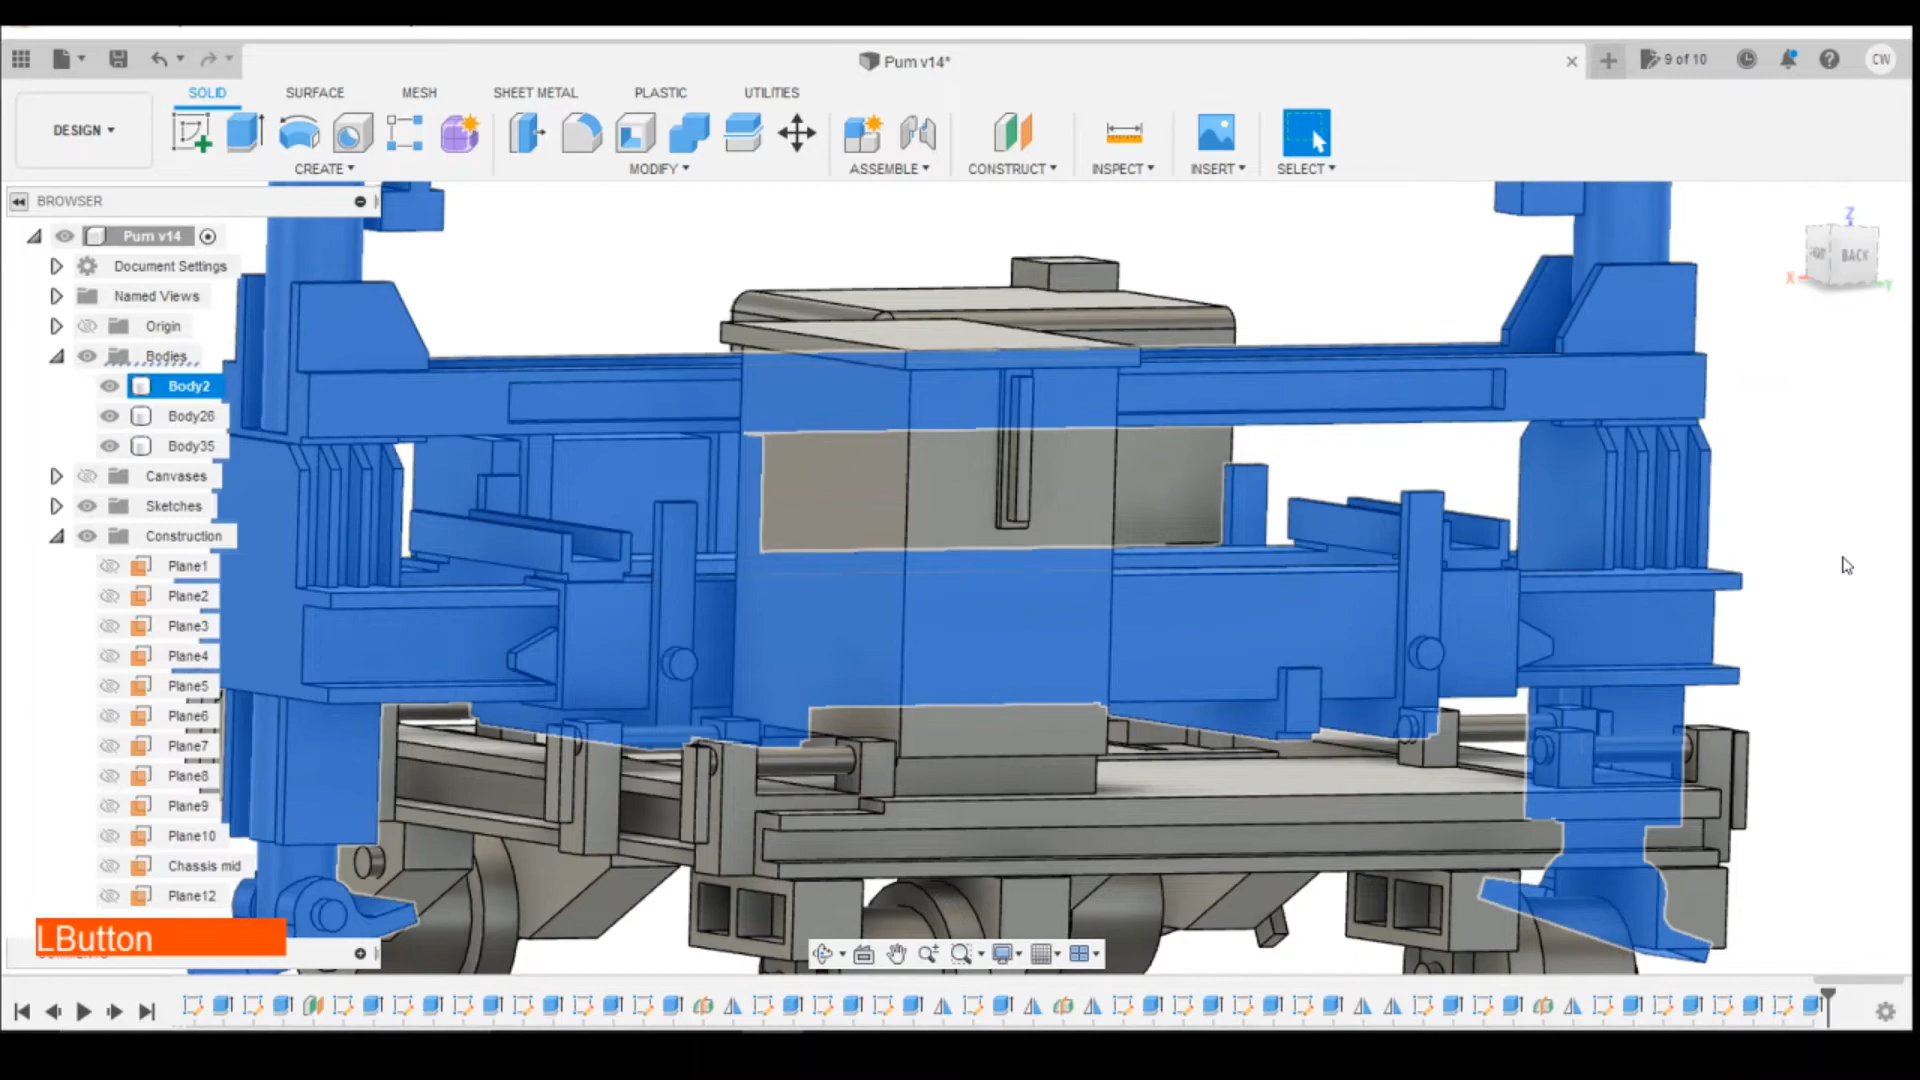 Pum v14*
9 of 10
CW
DESIGN
SOLID
SURFACE
MESH
SHEET METAL
PLASTIC
UTILITIES
CREATE
MODIFY
ASSEMBLE
CONSTRUCT
INSPECT
INSERT
SELECT
BROWSER
Pum v14
Document Settings
Named Views
Origin
Bodies
Body2
Body26
Body35
Canvases
Sketches
Construction
Plane1
Plane2
Plane3
Plane4
Plane5
Plane6
Plane7
Plane8
Plane9
Plane10
Chassis mid
Plane12
LButton
Z
BACK
X
Y